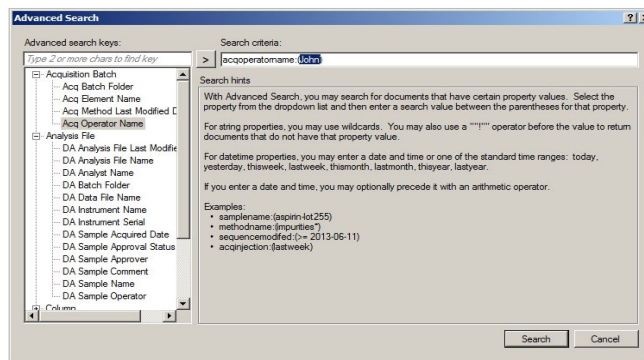 Advanced Search
Advanced search keys:
Search criteria:
Type 2 or more chars to find key
>
acqoperatorname:(John)
Acquisition Batch
Acq Batch Folder
Acq Element Name
Acq Method Last Modified D
Acq Operator Name
Analysis File
DA Analysis File Last Modifie
DA Analysis File Name
DA Analyst Name
DA Batch Folder
DA Data File Name
DA Instrument Name
DA Instrument Serial
DA Sample Acquired Date
DA Sample Approval Status
DA Sample Approver
DA Sample Comment
DA Sample Name
DA Sample Operator
Column
Search hints
With Advanced Search, you may search for documents that have certain property values. Select the
property from the dropdown list and then enter a search value between the parentheses for that property.
For string properties, you may use wildcards. You may also use a ""!"" operator before the value to return
documents that do not have that property value.
For datetime properties, you may enter a date and time or one of the standard time ranges: today,
yesterday, thisweek, lastweek, thismonth, lastmonth, thisyear, lastyear.
If you enter a date and time, you may optionally precede it with an arithmetic operator.
Examples:
• samplename:(aspirin-lot255)
• methodname:(impurities*)
• sequencemodifed:(>= 2013-06-11)
• acqinjection:(lastweek)
Search
Cancel